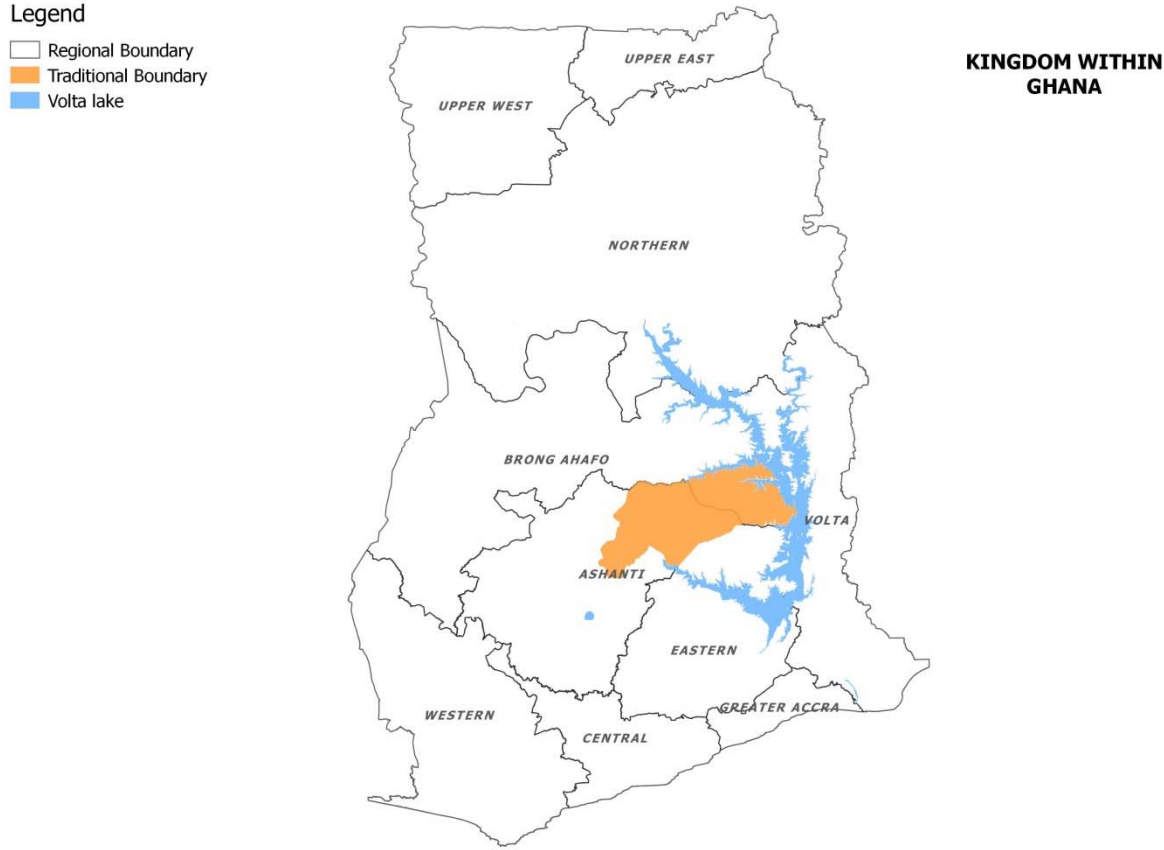 Legend
Regional Boundary
Traditional Boundary
Volta lake
KINGDOM WITHIN
GHANA
UPPER EAST
UPPER WEST
NORTHERN
BRONG AHAFO
VOLTA
ASHANTI
EASTERN
GREATER ACCRA
WESTERN
CENTRAL